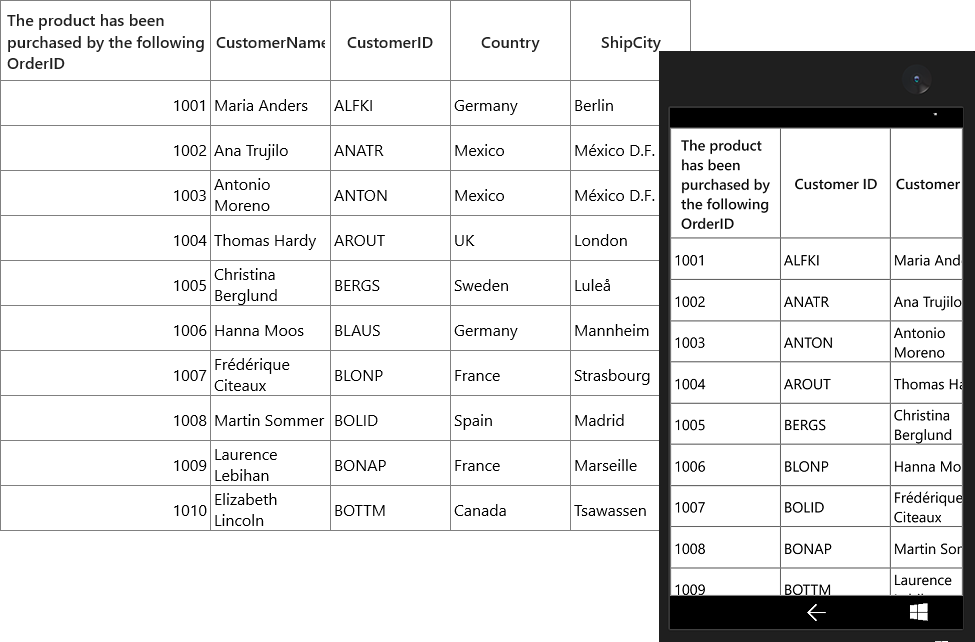 The product has been
purchased by the following
OrderID
CustomerName CustomerID Country ShipCity
1001 Maria Anders ALFKI Germany Berlin
1002 Ana Trujilo ANATR Mexico México D.F.
1003 Antonio
Moreno ANTON Mexico México D.F.
1004 Thomas Hardy AROUT UK London
1005 Christina
Berglund BERGS Sweden Luleå
1006 Hanna Moos BLAUS Germany Mannheim
1007 Frédérique
Citeaux BLONP France Strasbourg
1008 Martin Sommer BOLID Spain Madrid
1009 Laurence
Lebihan BONAP France Marseille
1010 Elizabeth
Lincoln BOTTM Canada Tsawassen
The product
has been
purchased by
the following
OrderID
Customer ID Customer
1001 ALFKI Maria And
1002 ANATR Ana Trujilo
1003 ANTON Antonio
Moreno
1004 AROUT Thomas Ha
1005 BERGS Christina
Berglund
1006 BLONP Hanna Mo
1007 BOLID Frédérique
Citeaux
1008 BONAP Martin Sor
1009 BOTTM Laurence